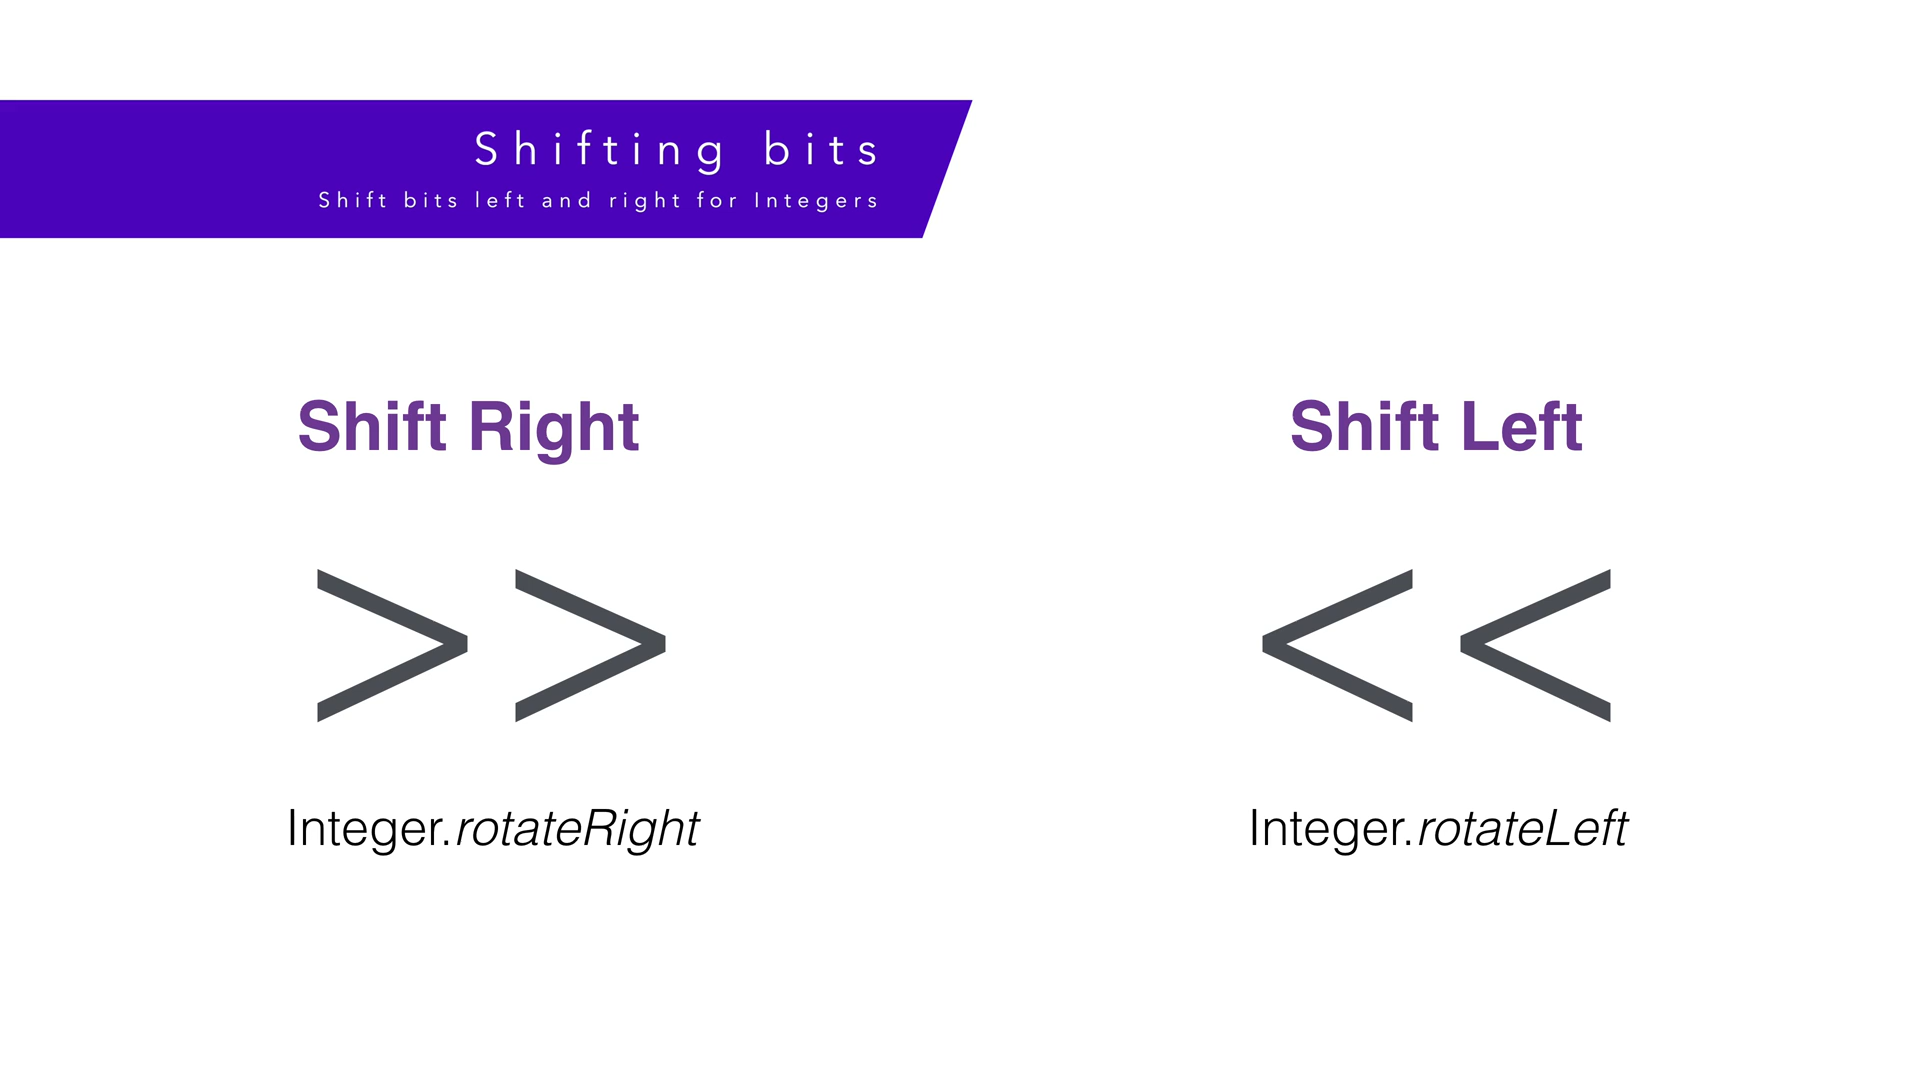 Shifting bits
Shift bits left and right for Integers
Shift Right
Shift Left
>>
<<
Integer.rotateRight
Integer.rotateLeft